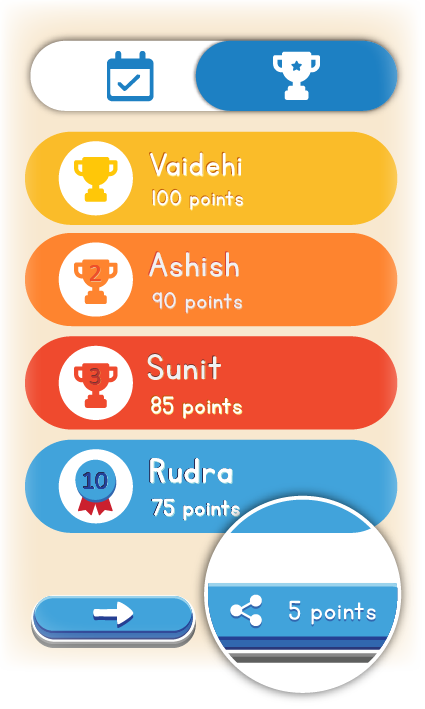 Vaidehi
100 points
2
Ashish
90 points
3
Sunit
85 points
10
Rudra
75 points
5 points